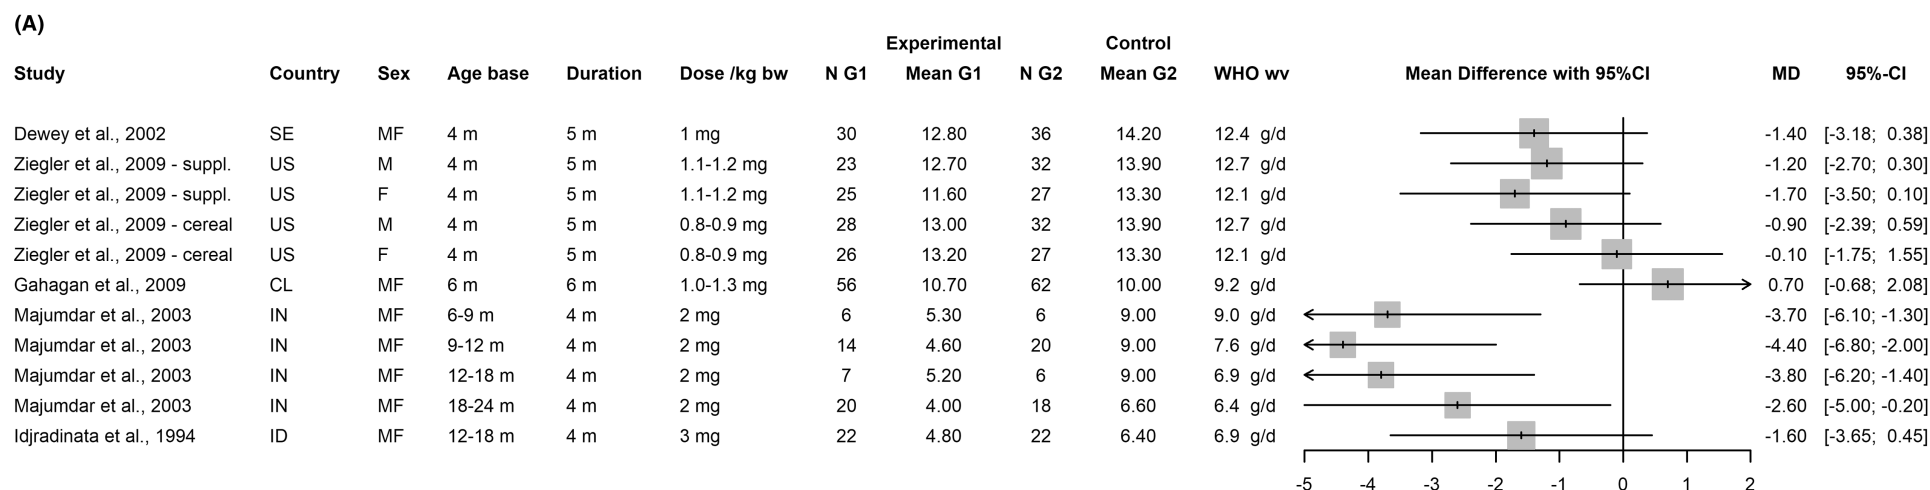 (A)
Experimental Control
Study Country Sex Age base Duration Dose /kg bw N G1 Mean G1 N G2 Mean G2 WHO wv Mean Difference with 95%CI MD 95%-CI
Dewey et al., 2002 SE MF 4 m 5 m 1 mg 30 12.80 36 14.20 12.4 g/d -1.40 [-3.18; 0.38]
Ziegler et al., 2009 - suppl. US M 4 m 5 m 1.1-1.2 mg 23 12.70 32 13.90 12.7 g/d -1.20 [-2.70; 0.30]
Ziegler et al., 2009 - suppl. US F 4 m 5 m 1.1-1.2 mg 25 11.60 27 13.30 12.1 g/d -1.70 [-3.50; 0.10]
Ziegler et al., 2009 - cereal US M 4 m 5 m 0.8-0.9 mg 28 13.00 32 13.90 12.7 g/d -0.90 [-2.39; 0.59]
Ziegler et al., 2009 - cereal US F 4 m 5 m 0.8-0.9 mg 26 13.20 27 13.30 12.1 g/d -0.10 [-1.75; 1.55]
Gahagan et al., 2009 CL MF 6 m 6 m 1.0-1.3 mg 56 10.70 62 10.00 9.2 g/d 0.70 [-0.68; 2.08]
Majumdar et al., 2003 IN MF 6-9 m 4 m 2 mg 6 5.30 6 9.00 9.0 g/d -3.70 [-6.10; -1.30]
Majumdar et al., 2003 IN MF 9-12 m 4 m 2 mg 14 4.60 20 9.00 7.6 g/d -4.40 [-6.80; -2.00]
Majumdar et al., 2003 IN MF 12-18 m 4 m 2 mg 7 5.20 6 9.00 6.9 g/d -3.80 [-6.20; -1.40]
Majumdar et al., 2003 IN MF 18-24 m 4 m 2 mg 20 4.00 18 6.60 6.4 g/d -2.60 [-5.00; -0.20]
Idjradinata et al., 1994 ID MF 12-18 m 4 m 3 mg 22 4.80 22 6.40 6.9 g/d -1.60 [-3.65; 0.45]
-5 -4 -3 -2 -1 0 1 2